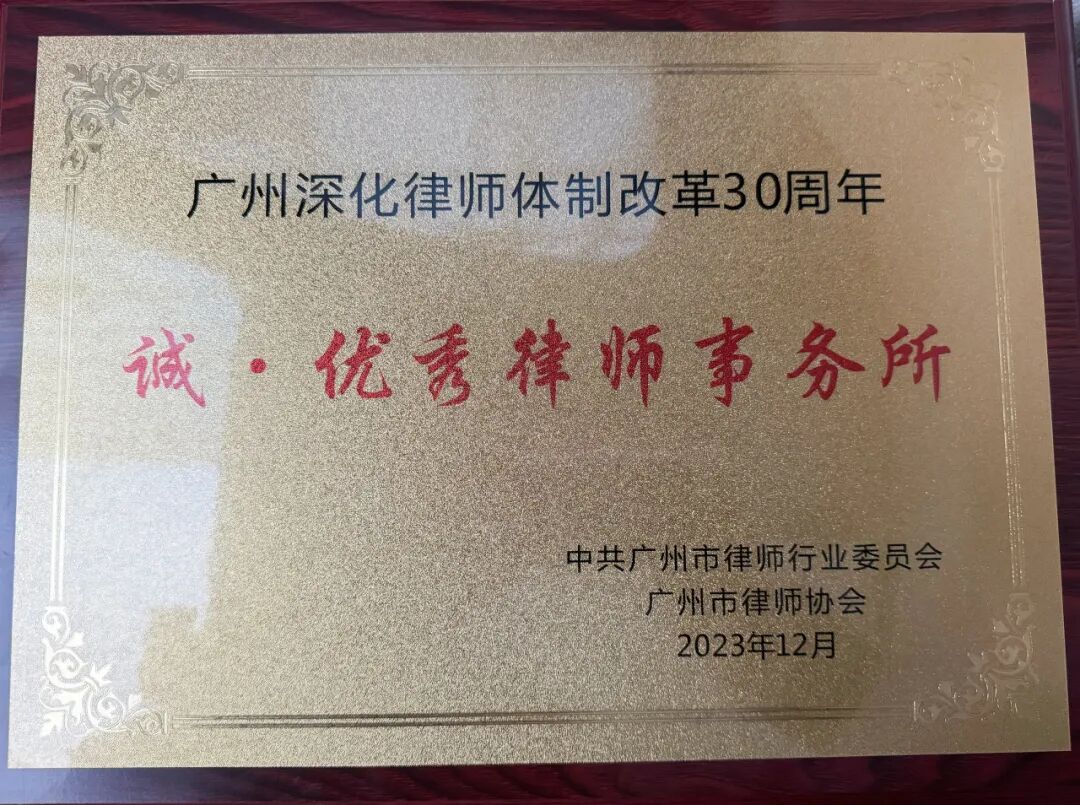 广州深化律师体制改革30周年
诚·优秀律师事务所
中共广州市律师行业委员会
广州市律师协会
2023年12月